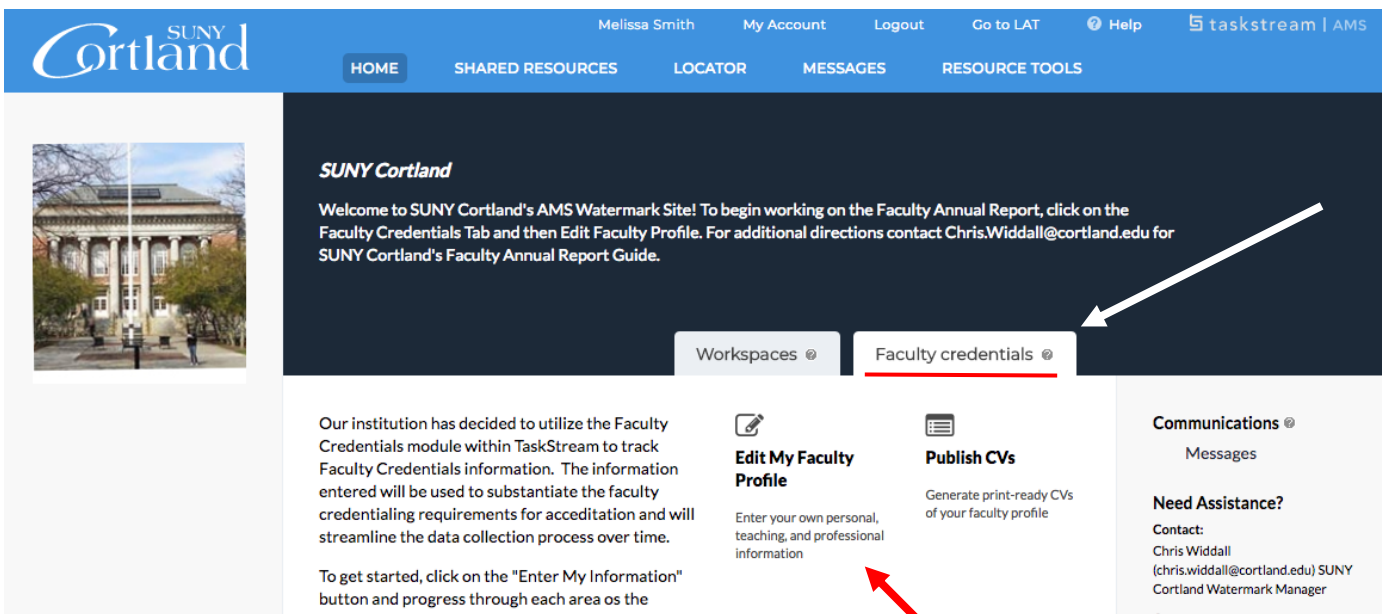 SUNY
Cortland
Melissa Smith My Account Logout Go to LAT Help taskstream | AMS
HOME SHARED RESOURCES LOCATOR MESSAGES RESOURCE TOOLS
SUNY Cortland
Welcome to SUNY Cortland's AMS Watermark Site! To begin working on the Faculty Annual Report, click on the
Faculty Credentials Tab and then Edit Faculty Profile. For additional directions contact Chris.Widdall@cortland.edu for
SUNY Cortland's Faculty Annual Report Guide.
Workspaces Faculty credentials
Our institution has decided to utilize the Faculty
Credentials module within TaskStream to track
Faculty Credentials information. The information
entered will be used to substantiate the faculty
credentialing requirements for acceditation and will
streamline the data collection process over time.
To get started, click on the "Enter My Information"
button and progress through each area os the
Edit My Faculty
Profile
Enter your own personal,
teaching, and professional
information
Publish CVs
Generate print-ready CVs
of your faculty profile
Communications
Messages
Need Assistance?
Contact:
Chris Widdall
(chris.widdall@cortland.edu) SUNY
Cortland Watermark Manager